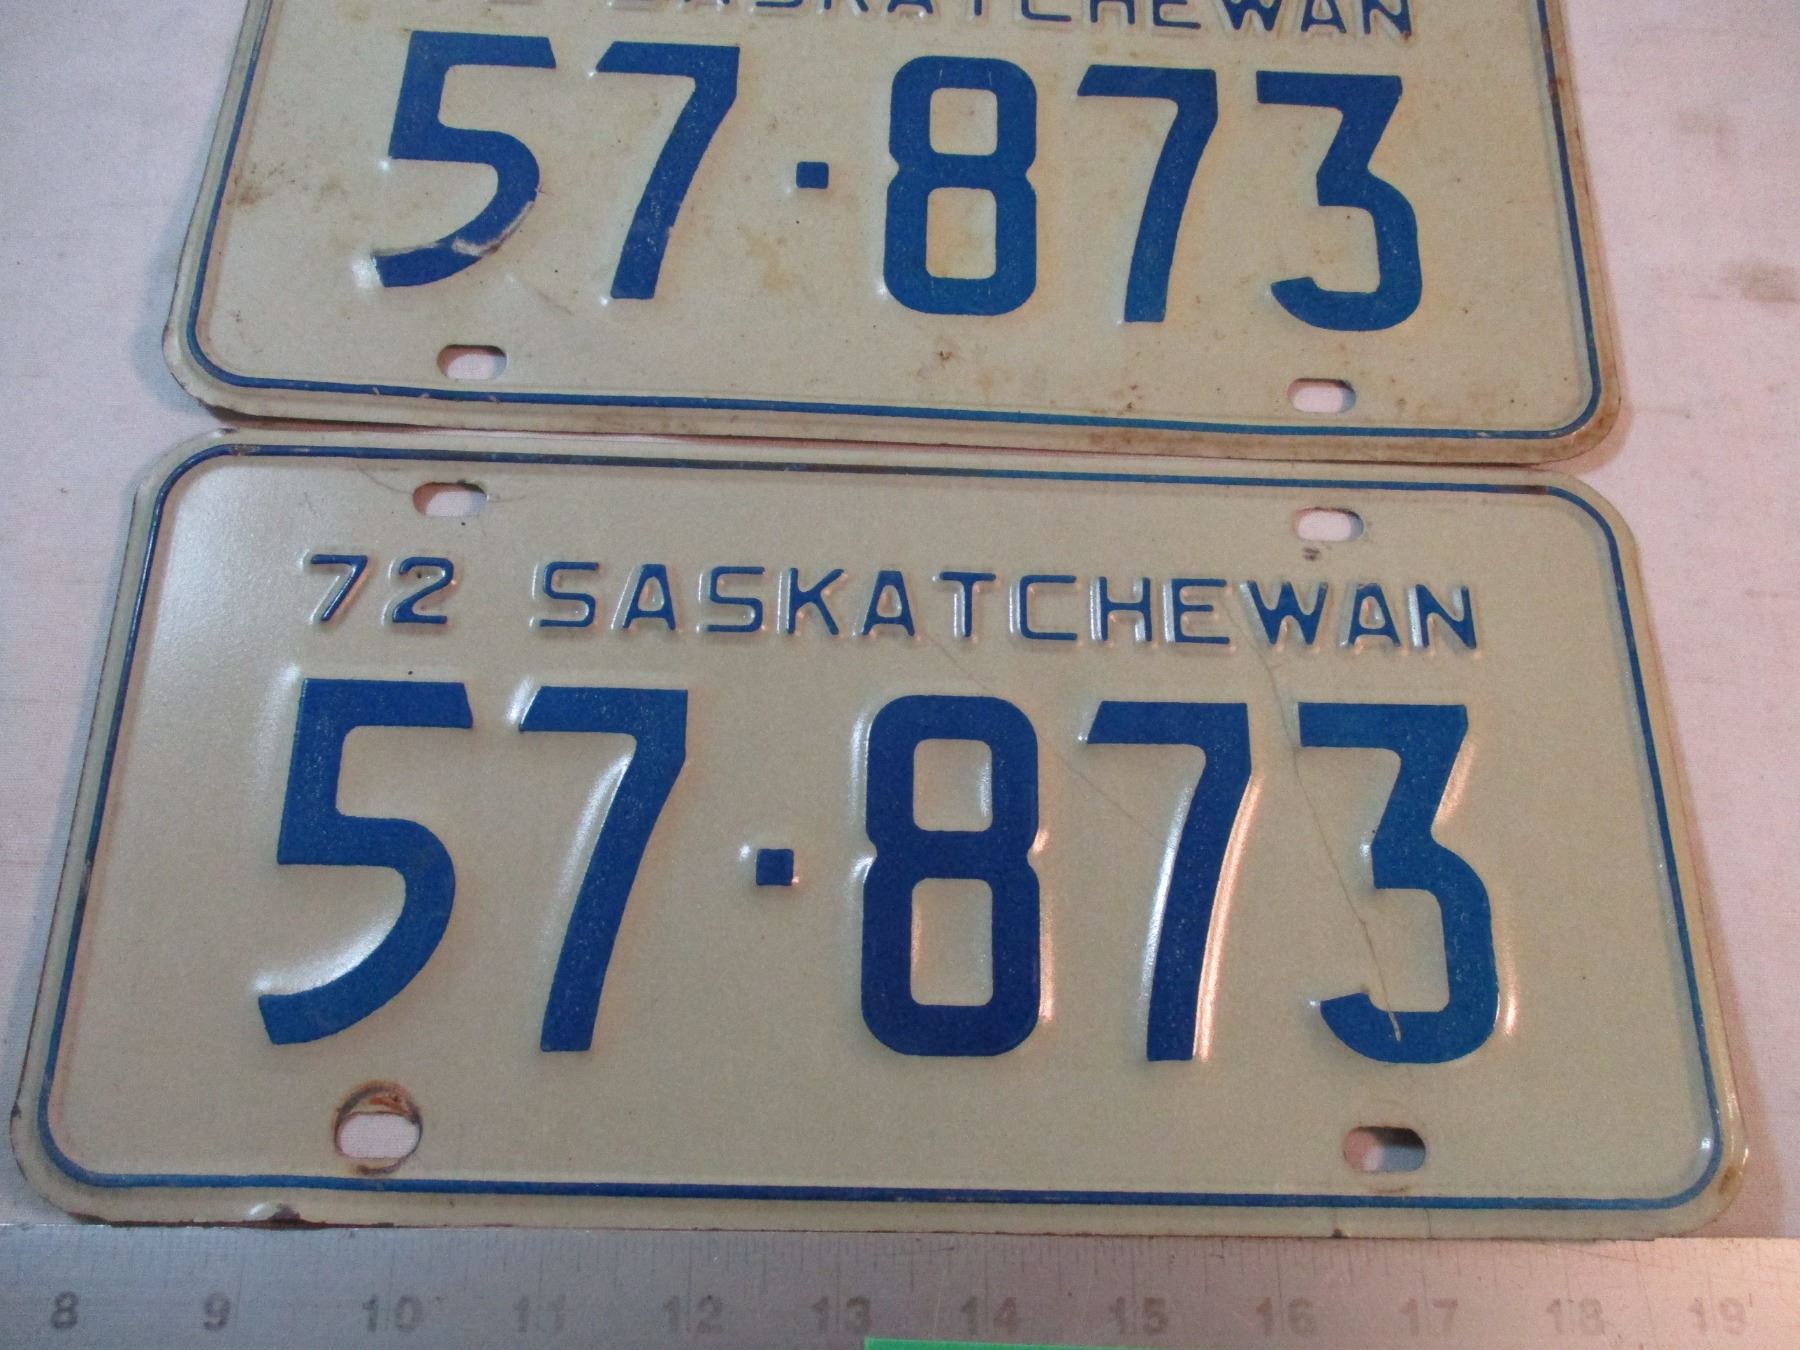 SASKATCHEWAN
57·873
72 SASKATCHEWAN
57·873
8 9 10 11 12 13 14 15 16 17 18 19